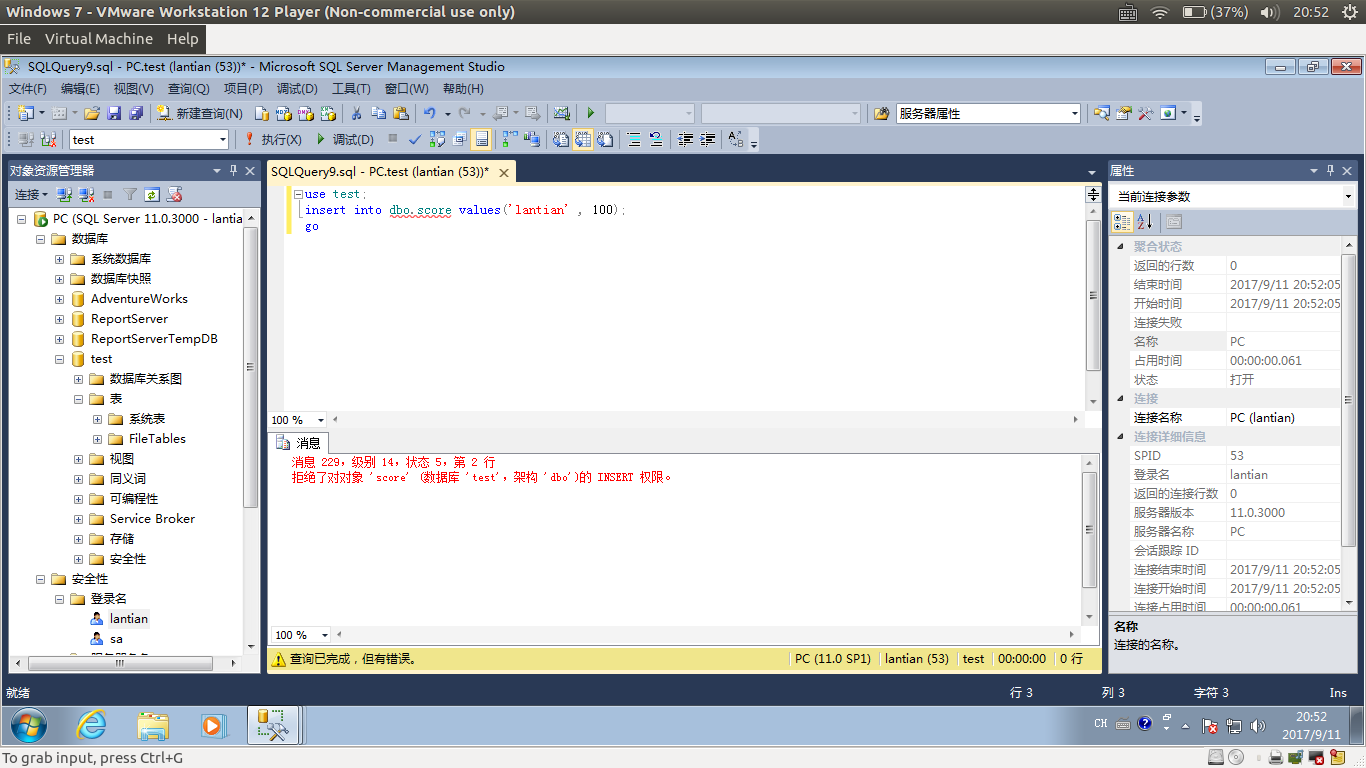 Windows 7 - VMware Workstation 12 Player (Non-commercial use only)
(37%)
20:52
File Virtual Machine Help
SQLQuery9.sql - PC.test (lantian (53))* - Microsoft SQL Server Management Studio
文件(F) 编辑(E) 视图(V) 查询(Q) 项目(P) 调试(D) 工具(T) 窗口(W) 帮助(H)
新建查询(N)
服务器属性
test
执行(X)
调试(D)
对象资源管理器
连接
PC (SQL Server 11.0.3000 - lantia
数据库
系统数据库
数据库快照
AdventureWorks
ReportServer
ReportServerTempDB
test
数据库关系图
表
系统表
FileTables
视图
同义词
可编程性
Service Broker
存储
安全性
安全性
登录名
lantian
sa
SQLQuery9.sql - PC.test (lantian (53))*
use test;
insert into dbo.score values('lantian' , 100);
go
100 %
消息
消息 229，级别 14，状态 5，第 2 行
拒绝了对对象 'score' (数据库 'test'，架构 'dbo')的 INSERT 权限。
100 %
查询已完成，但有错误。
PC (11.0 SP1)
lantian (53)
test
00:00:00
0 行
属性
当前连接参数
聚合状态
返回的行数 0
结束时间 2017/9/11 20:52:05
开始时间 2017/9/11 20:52:05
连接失败
名称 PC
占用时间 00:00:00.061
状态 打开
连接
连接名称 PC (lantian)
连接详细信息
SPID 53
登录名 lantian
返回的连接行数 0
服务器版本 11.0.3000
服务器名称 PC
会话跟踪 ID
连接结束时间 2017/9/11 20:52:05
连接开始时间 2017/9/11 20:52:05
连接占用时间 00:00:00.061
名称
连接的名称。
就绪
行 3
列 3
字符 3
Ins
CH
20:52
2017/9/11
To grab input, press Ctrl+G